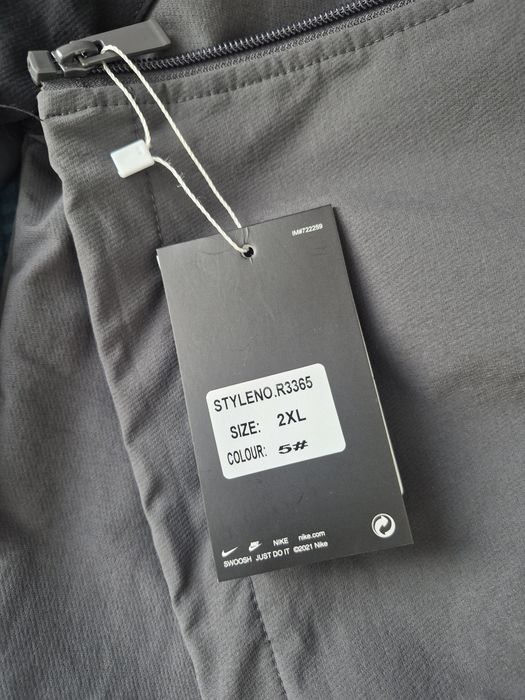 IM#722259
STYLENO.R3365
SIZE: 2XL
COLOUR: 5#
NIKE nike.com
SWOOSH JUST DO IT ©2021 Nike